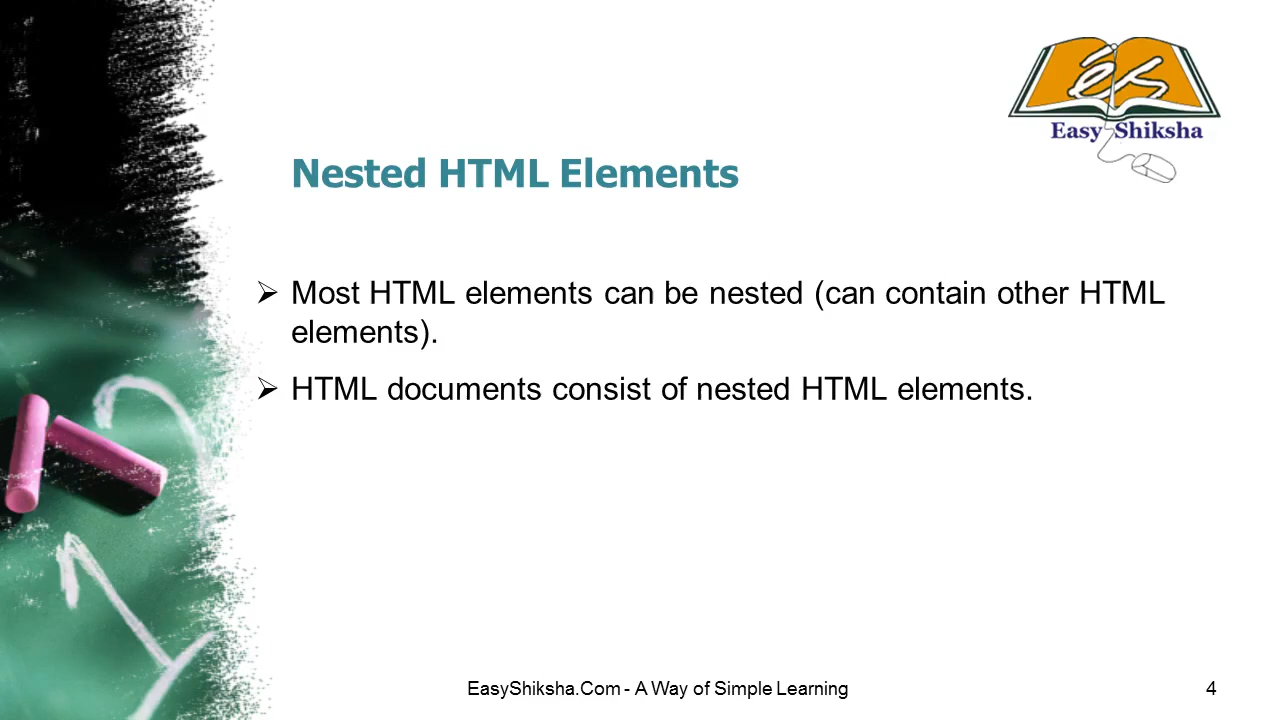 Easy Shiksha
Nested HTML Elements
➢ Most HTML elements can be nested (can contain other HTML
elements).
➢ HTML documents consist of nested HTML elements.
EasyShiksha.Com - A Way of Simple Learning
4